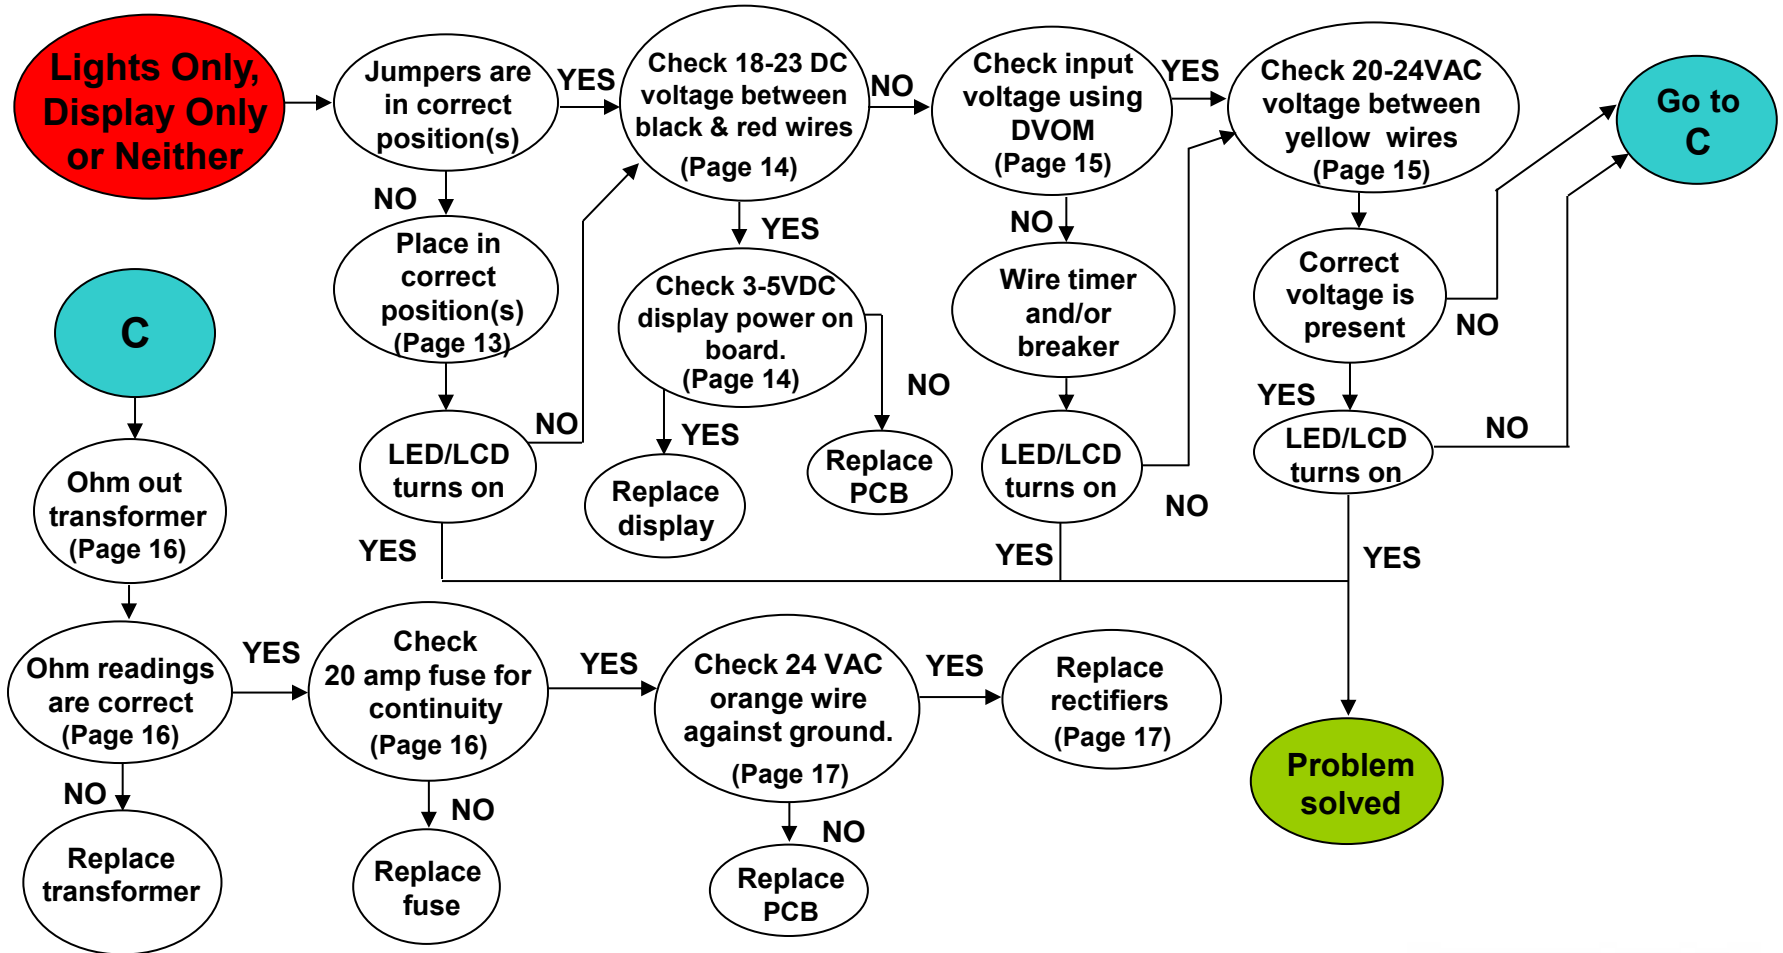 Lights Only,
Display Only
or Neither
Jumpers are
in correct
position(s)
YES
Check 18-23 DC
voltage between
black & red wires
(Page 14)
NO
Check input
voltage using
DVOM
(Page 15)
YES
Check 20-24VAC
voltage between
yellow wires
(Page 15)
Go to
C
NO
Place in
correct
position(s)
(Page 13)
YES
Check 3-5VDC
display power on
board.
(Page 14)
NO
Wire timer
and/or
breaker
Correct
voltage is
present
NO
C
LED/LCD
turns on
NO
YES
Replace
display
NO
Replace
PCB
LED/LCD
turns on
NO
YES
LED/LCD
turns on
NO
YES
YES
YES
Ohm out
transformer
(Page 16)
Ohm readings
are correct
(Page 16)
YES
Check
20 amp fuse for
continuity
(Page 16)
YES
Check 24 VAC
orange wire
against ground.
(Page 17)
YES
Replace
rectifiers
(Page 17)
Problem
solved
NO
Replace
transformer
NO
Replace
fuse
NO
Replace
PCB